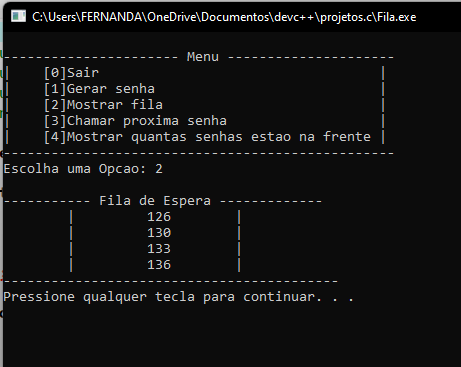 C:\Users\FERNANDA\OneDrive\Documentos\devc++\projetos.c\Fila.exe
--------------------- Menu ---------------------
| [0]Sair |
| [1]Gerar senha |
| [2]Mostrar fila |
| [3]Chamar proxima senha |
| [4]Mostrar quantas senhas estao na frente |
------------------------------------------------
Escolha uma Opcao: 2
----------- Fila de Espera -------------
| 126 |
| 130 |
| 133 |
| 136 |
-----------------------------------------
Pressione qualquer tecla para continuar. . .